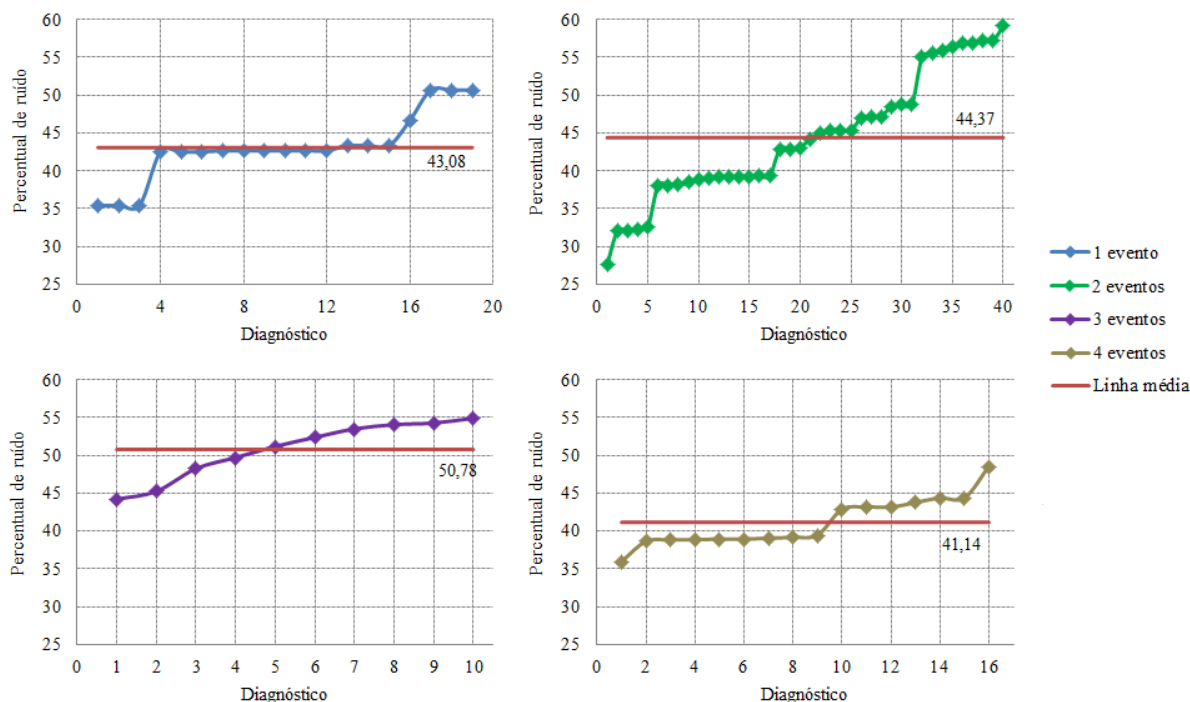 Percentual de ruído
60
55
50
45
40
35
30
25
43,08
0 4 8 12 16 20
Diagnóstico
Percentual de ruído
60
55
50
45
40
35
30
25
44,37
0 5 10 15 20 25 30 35 40
Diagnóstico
1 evento
2 eventos
3 eventos
4 eventos
Linha média
Percentual de ruído
60
55
50
45
40
35
30
25
50,78
0 1 2 3 4 5 6 7 8 9 10
Diagnóstico
Percentual de ruído
60
55
50
45
40
35
30
25
41,14
0 2 4 6 8 10 12 14 16
Diagnóstico